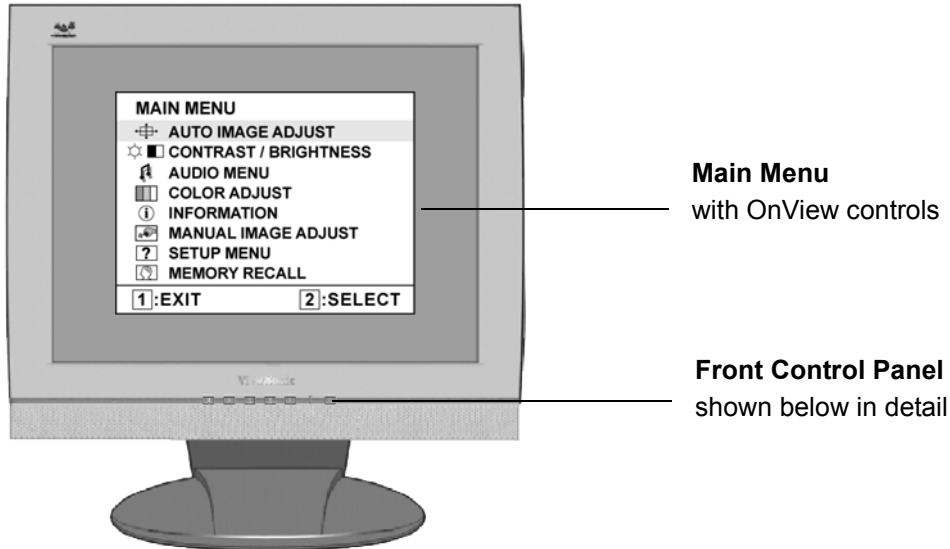 MAIN MENU
AUTO IMAGE ADJUST
CONTRAST / BRIGHTNESS
AUDIO MENU
COLOR ADJUST
INFORMATION
MANUAL IMAGE ADJUST
SETUP MENU
MEMORY RECALL
1:EXIT 2:SELECT
ViewSonic
Main Menu
with OnView controls
Front Control Panel
shown below in detail